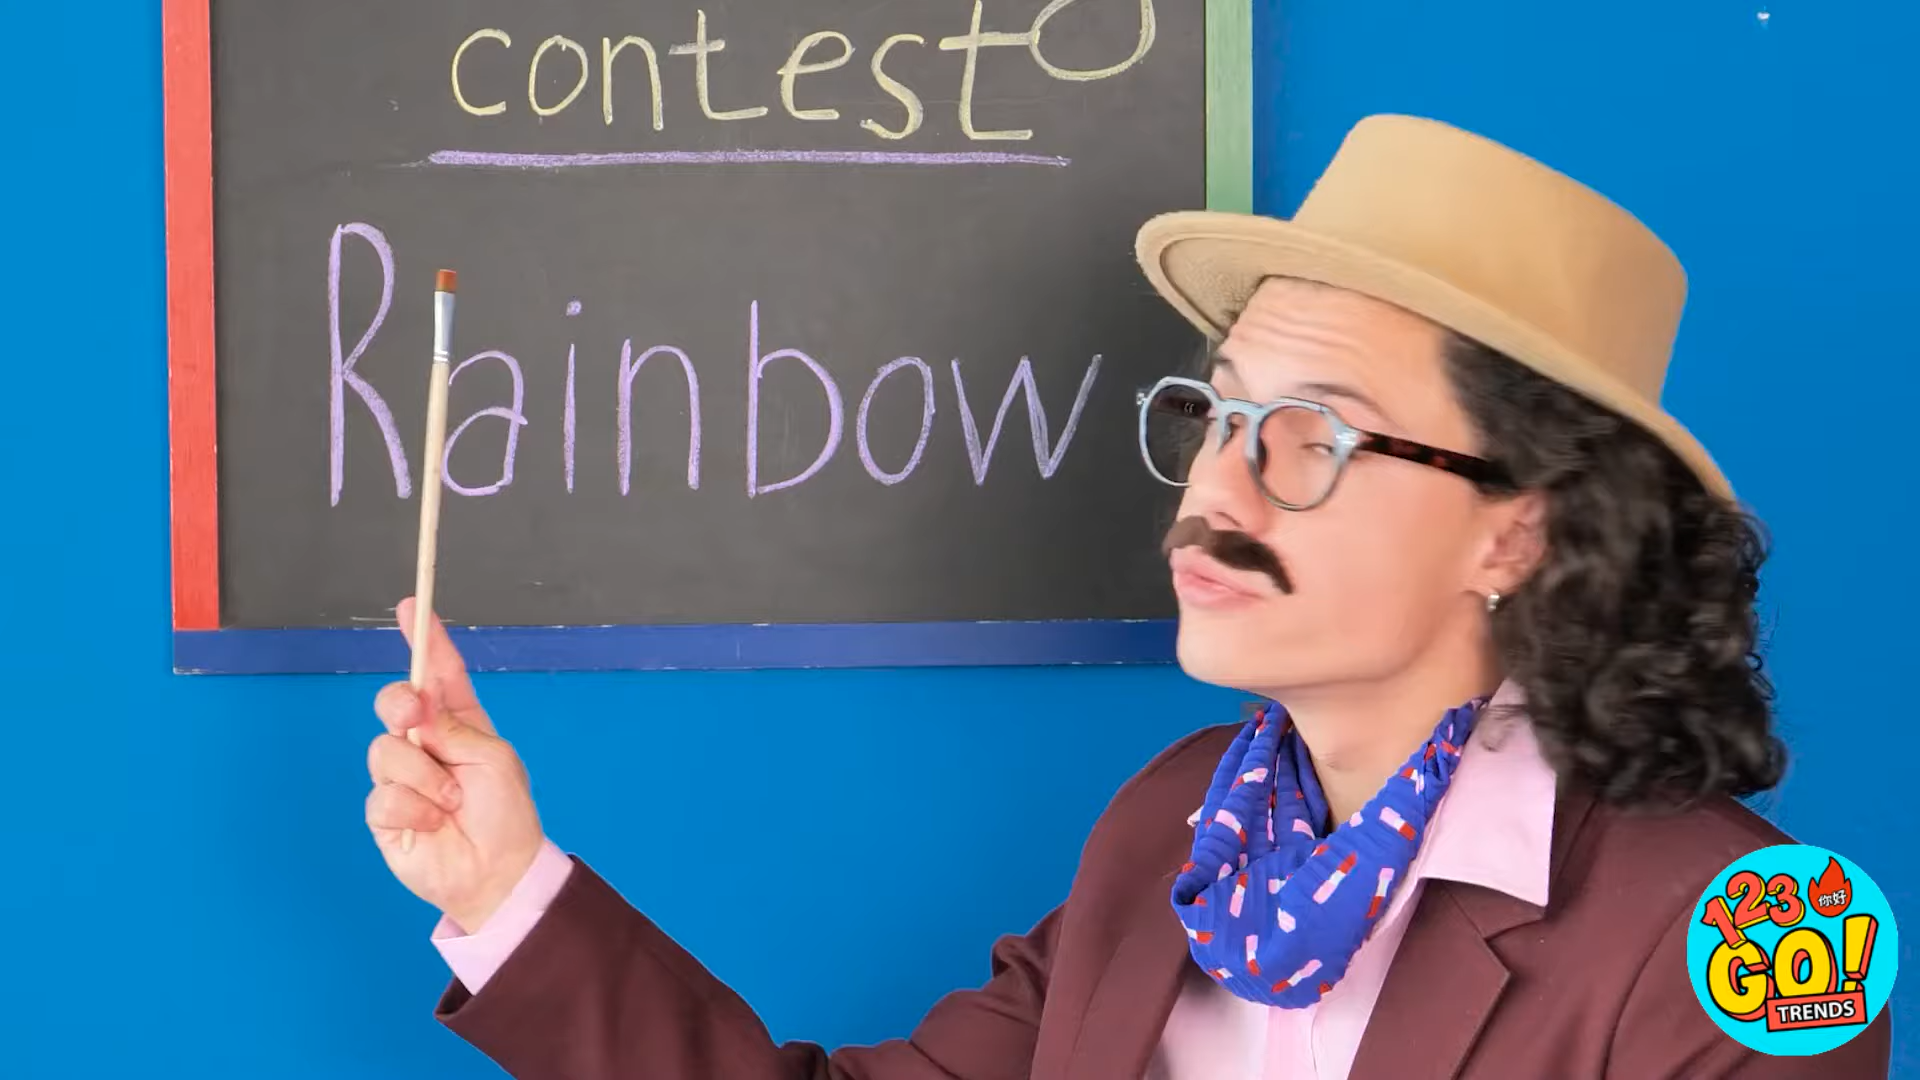 contest
Rainbow
123
你好
GO!
TRENDS